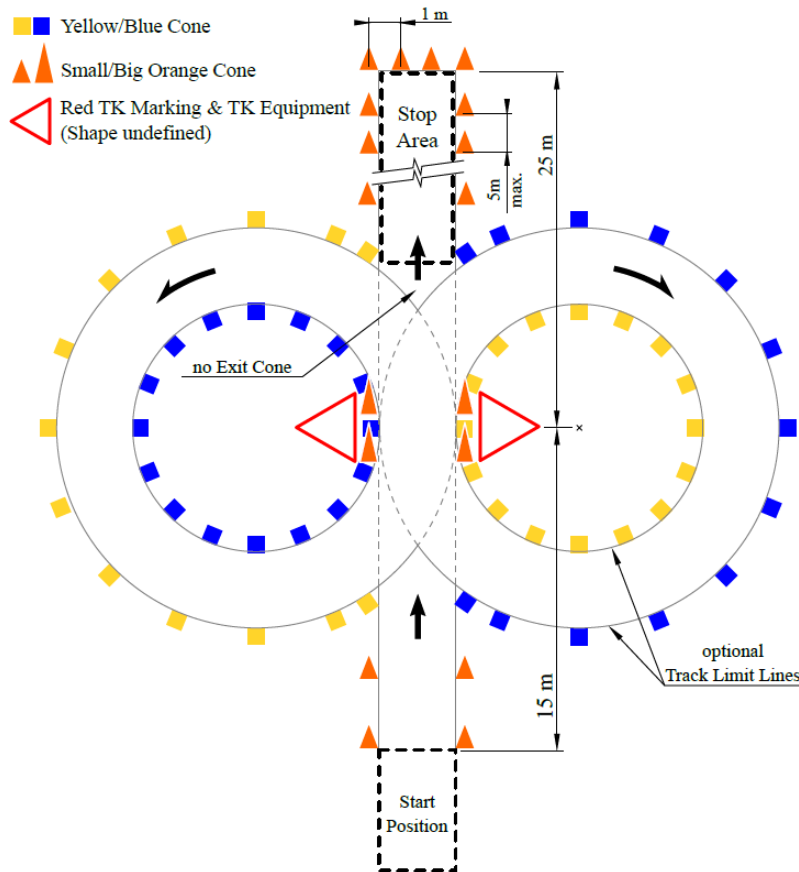 Yellow/Blue Cone
Small/Big Orange Cone
Red TK Marking & TK Equipment
(Shape undefined)
1 m
Stop
Area
5m
max.
25 m
no Exit Cone
optional
Track Limit Lines
15 m
Start
Position